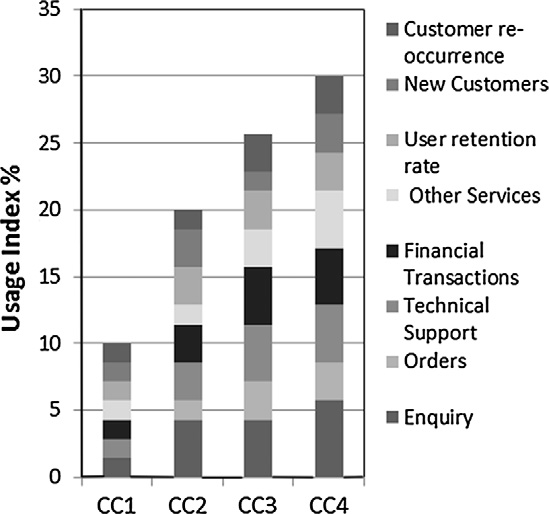 35
30
25
20
15
10
5
0
Usage Index %
CC1 CC2 CC3 CC4
Customer re-
occurrence
New Customers
User retention
rate
Other Services
Financial
Transactions
Technical
Support
Orders
Enquiry